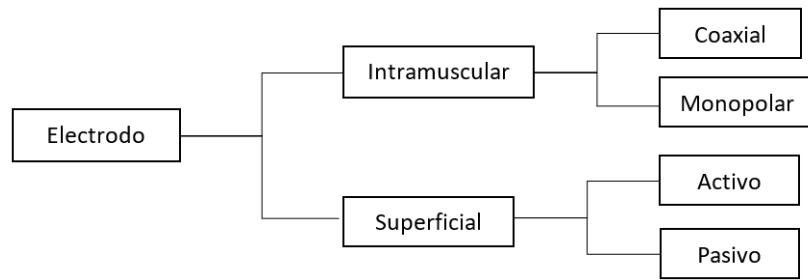 Electrodo
Intramuscular
Coaxial
Monopolar
Superficial
Activo
Pasivo